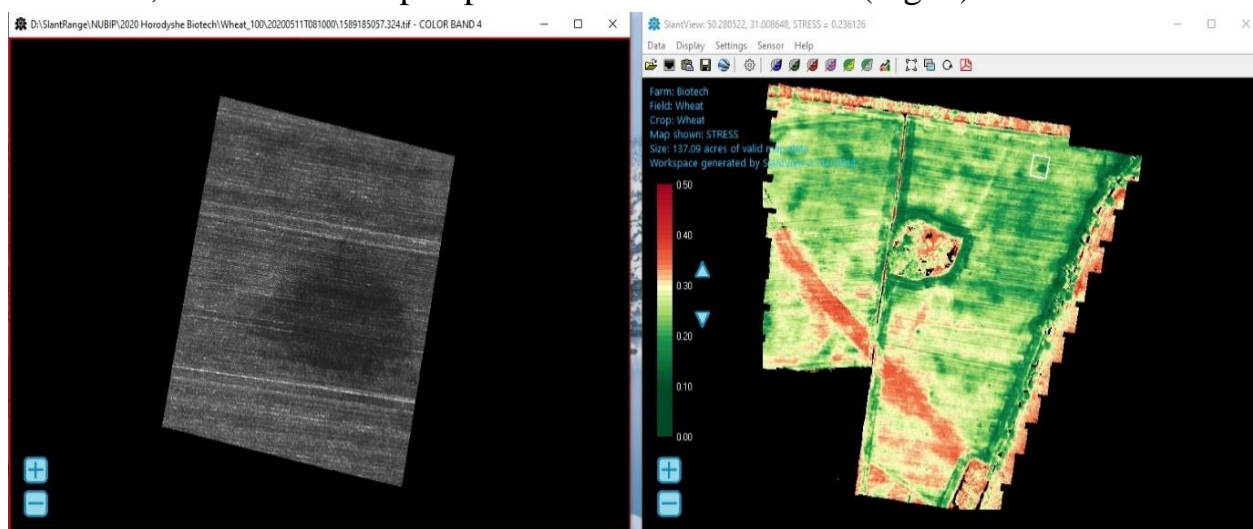 D:\SlantRange\NUBIP\2020 Horodyshe Biotech\Wheat_100\20200511T081000\1589185057.324.tif - COLOR BAND 4
SlantView: 50.280522, 31.008648; STRESS = 0.236126
Data Display Settings Sensor Help
Farm: Biotech
Field: Wheat
Crop: Wheat
Map shown: STRESS
Size: 137.09 acres of valid
Workspace generated by SlantView
0.50
0.40
0.30
0.20
0.10
0.00